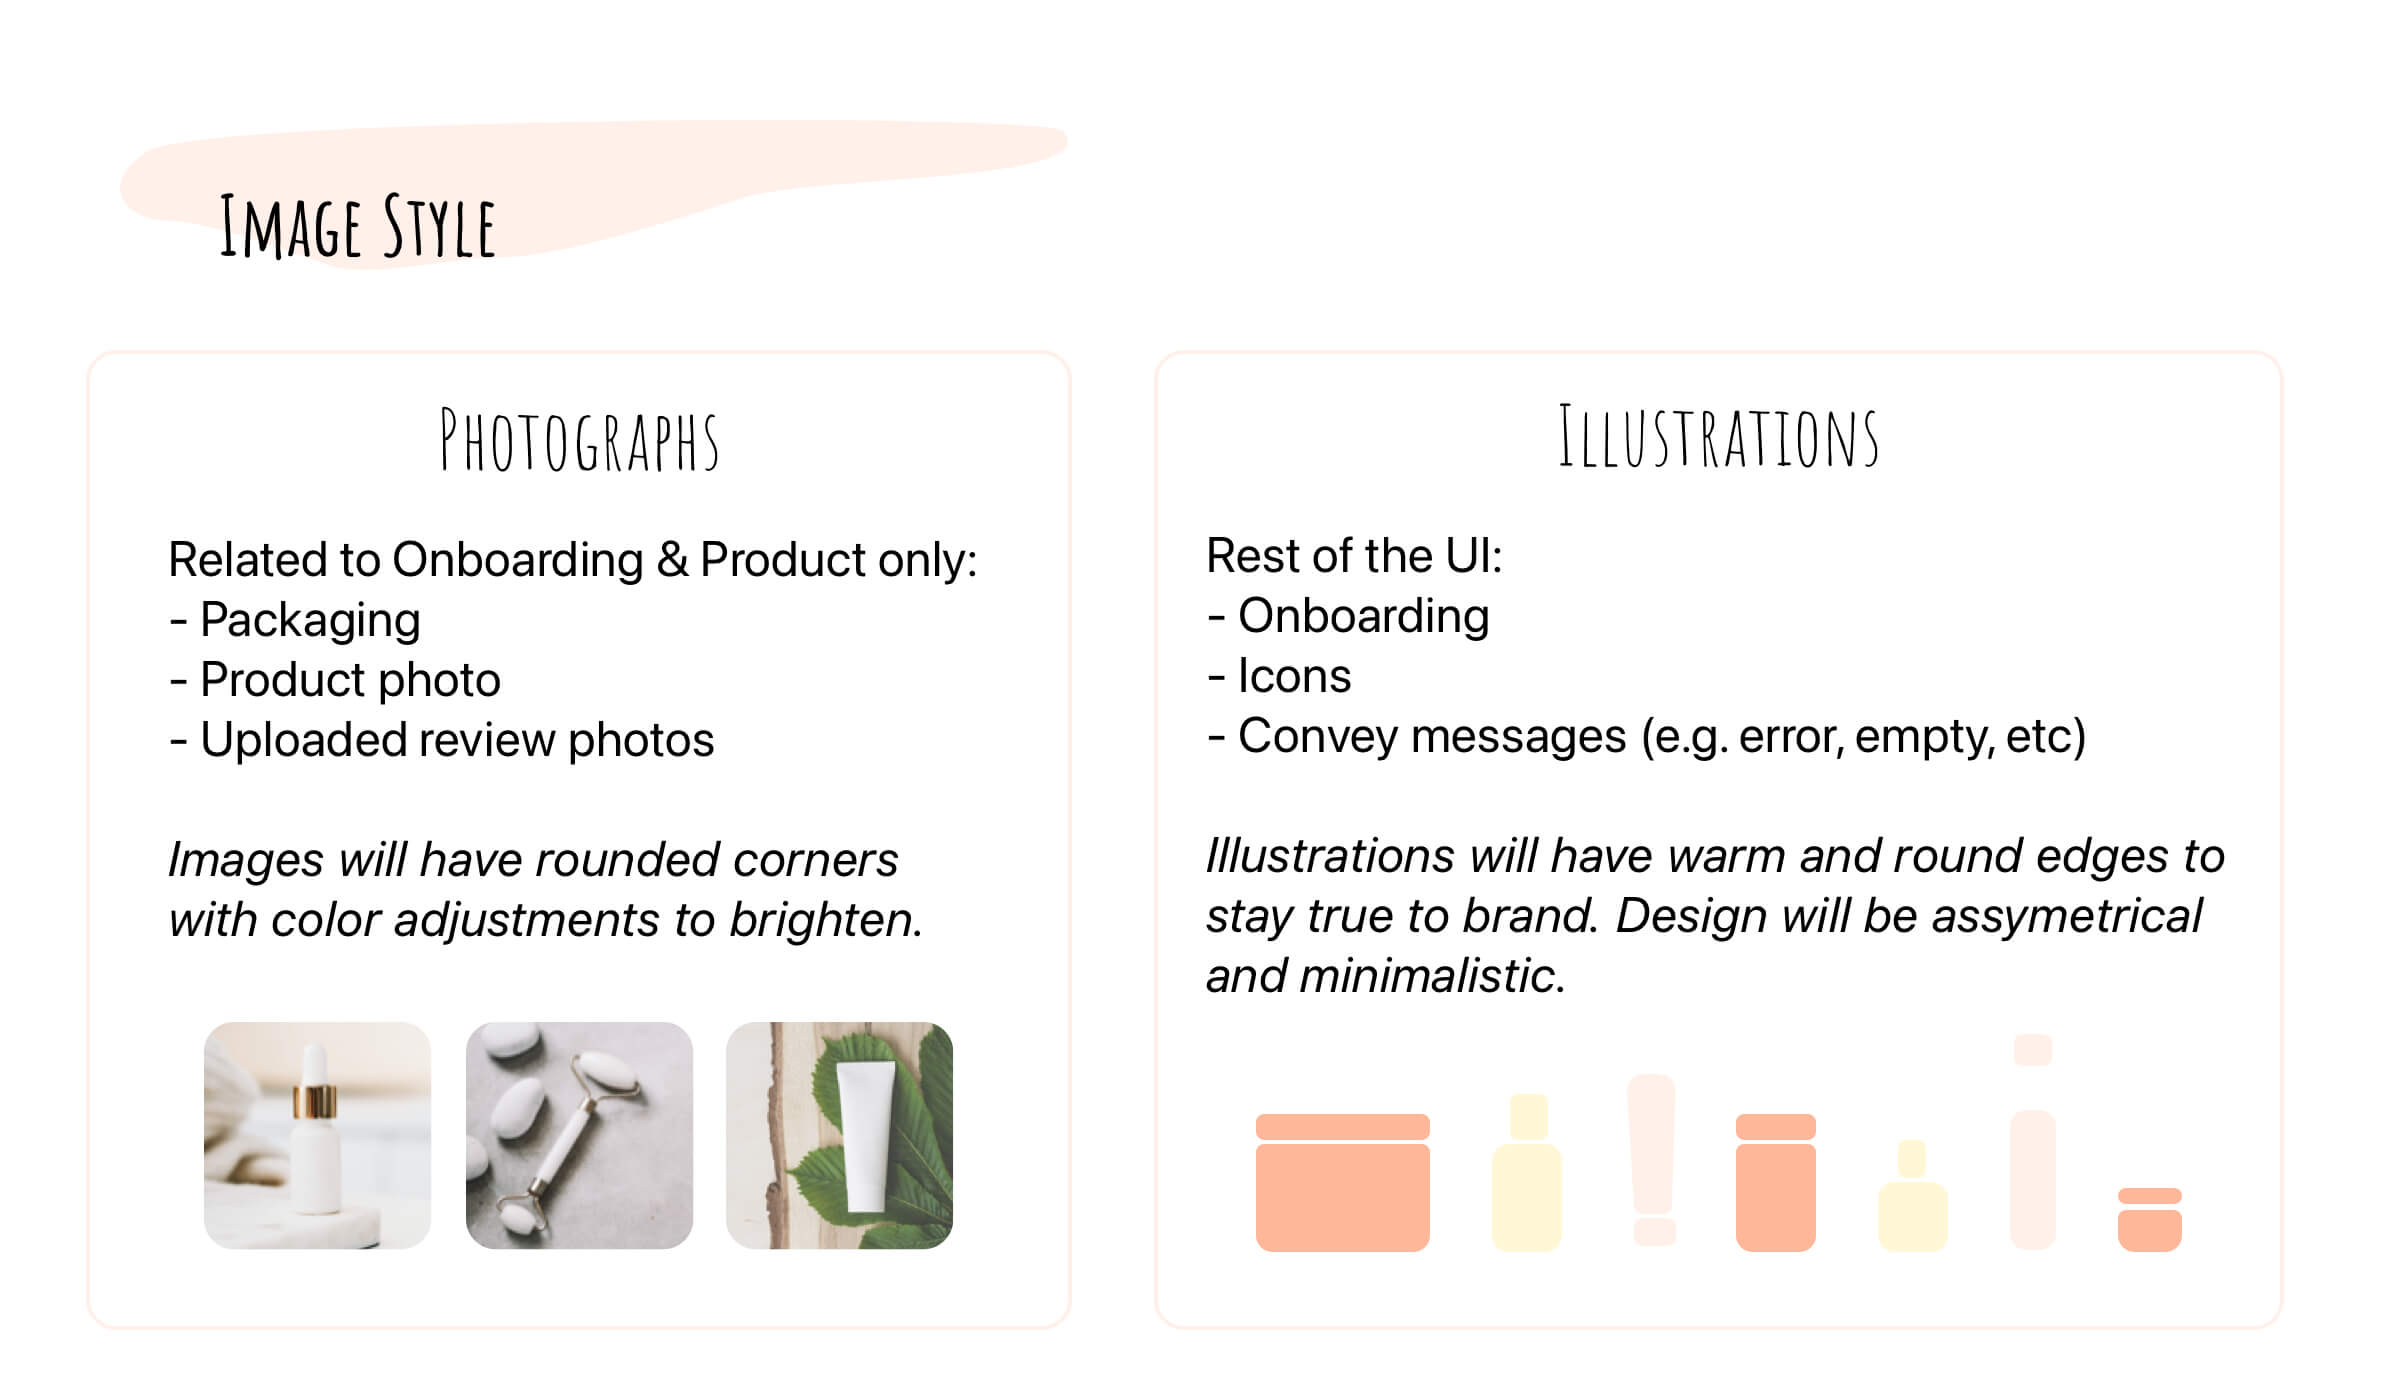 Image Style
Photographs
Related to Onboarding & Product only:
- Packaging
- Product photo
- Uploaded review photos
Images will have rounded corners
with color adjustments to brighten.
Illustrations
Rest of the UI:
- Onboarding
- Icons
- Convey messages (e.g. error, empty, etc)
Illustrations will have warm and round edges to
stay true to brand. Design will be assymetrical
and minimalistic.